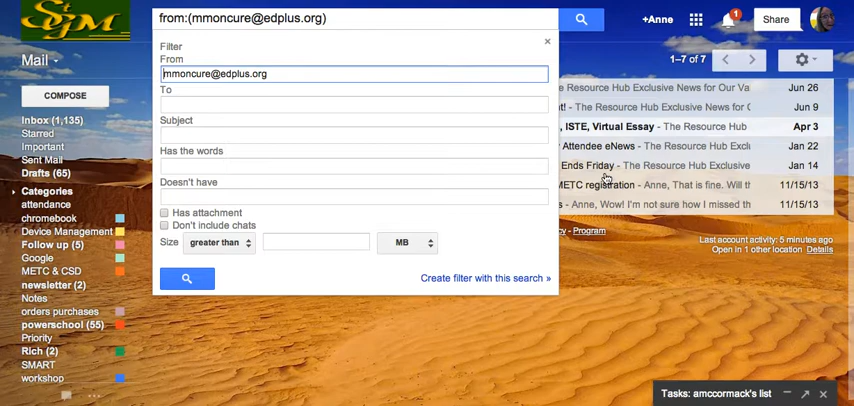 StGM
from:(mmoncure@edplus.org)
+Anne
1
Share
Mail
1–7 of 7
COMPOSE
Inbox (1,135)
Starred
Important
Sent Mail
Drafts (65)
Categories
attendance
chromebook
Device Management
Follow up (5)
Google
METC & CSD
newsletter (2)
Notes
orders purchases
powerschool (55)
Priority
Rich (2)
SMART
workshop
Filter
From
mmoncure@edplus.org
To
Subject
Has the words
Doesn't have
Has attachment
Don't include chats
Size greater than MB
Create filter with this search »
e Resource Hub Exclusive News for Our Va Jun 26
nt! - The Resource Hub Exclusive News for C Jun 9
, ISTE, Virtual Essay - The Resource Hub Apr 3
Attendee eNews - The Resource Hub Excl Jan 22
Ends Friday - The Resource Hub Exclusive Jan 14
METC registration - Anne, That is fine. Will th 11/15/13
s - Anne, Wow! I'm not sure how I missed th 11/15/13
cy - Program
Last account activity: 5 minutes ago
Open in 1 other location Details
Tasks: amccormack's list